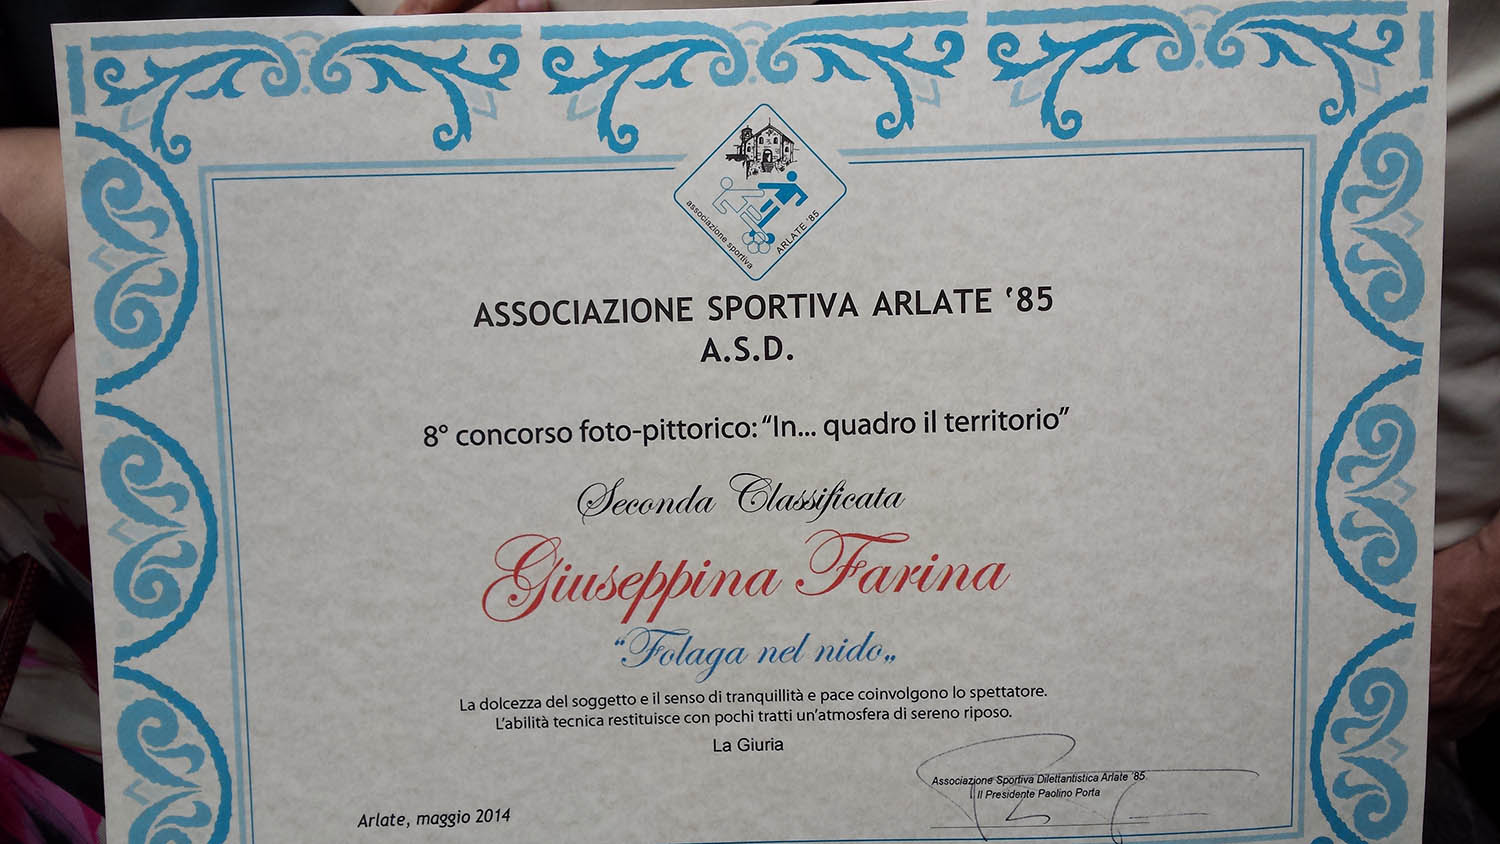 associazione sportiva ARLATE '85
ASSOCIAZIONE SPORTIVA ARLATE ‘85
A.S.D.
8° concorso foto-pittorico: “In... quadro il territorio”
Seconda Classificata
Giuseppina Farina
“Folaga nel nido„
La dolcezza del soggetto e il senso di tranquillità e pace coinvolgono lo spettatore.
L’abilità tecnica restituisce con pochi tratti un’atmosfera di sereno riposo.
La Giuria
Associazione Sportiva Dilettantistica Arlate '85
Il Presidente Paolino Porta
Arlate, maggio 2014